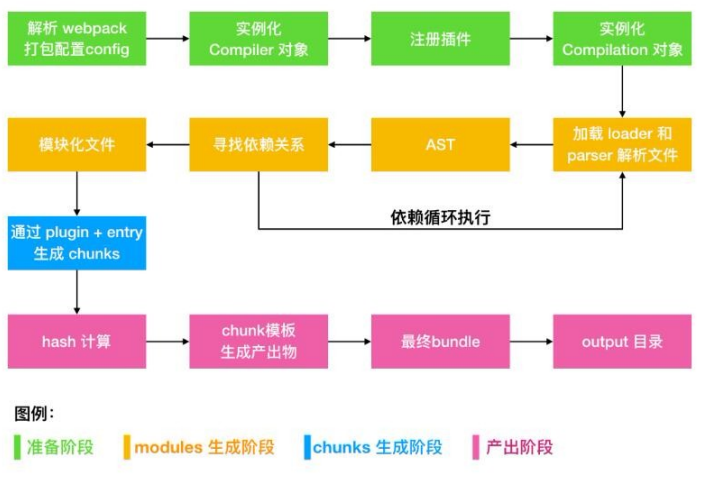 解析 webpack
打包配置config
实例化
Compiler 对象
注册插件
实例化
Compilation 对象
模块化文件
寻找依赖关系
AST
加载 loader 和
parser 解析文件
依赖循环执行
通过 plugin + entry
生成 chunks
hash 计算
chunk模板
生成产出物
最终bundle
output 目录
图例：
准备阶段
modules 生成阶段
chunks 生成阶段
产出阶段